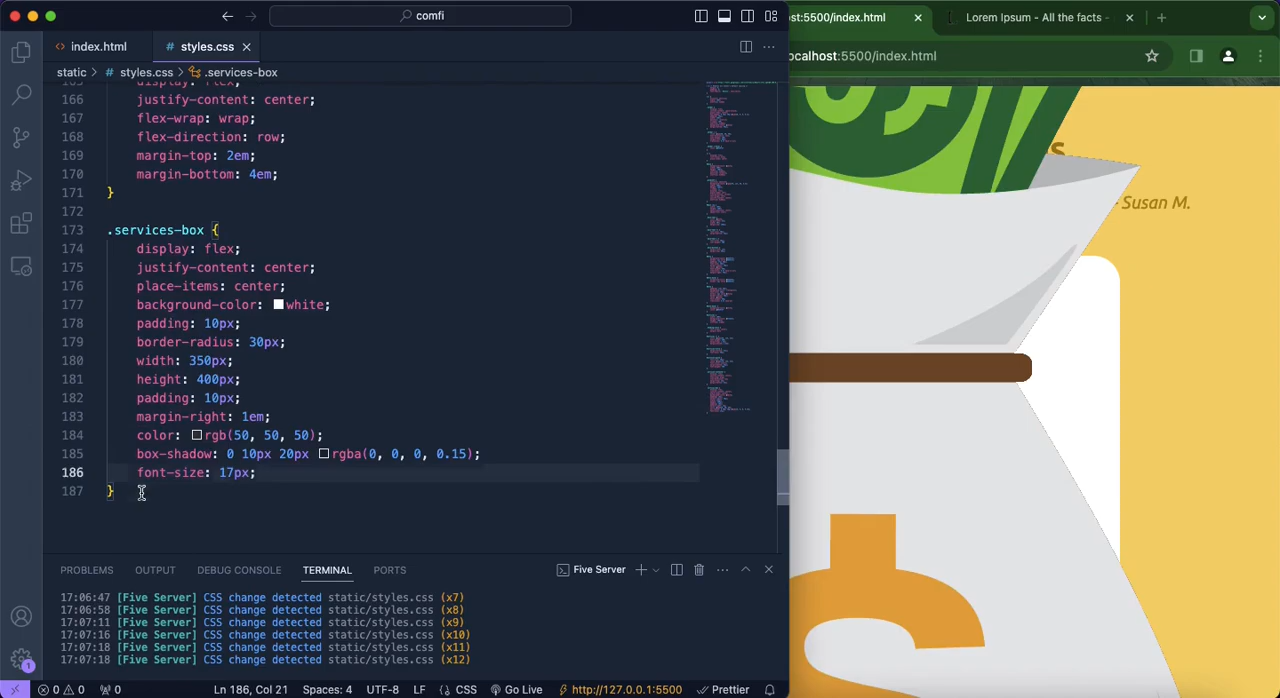 comfi
ost:5500/index.html
Lorem Ipsum - All the facts -
index.html
# styles.css
ocalhost:5500/index.html
static > # styles.css > .services-box
165 display: flex;
166 justify-content: center;
167 flex-wrap: wrap;
168 flex-direction: row;
169 margin-top: 2em;
170 margin-bottom: 4em;
171 }
172
173 .services-box {
174 display: flex;
175 justify-content: center;
176 place-items: center;
177 background-color: white;
178 padding: 10px;
179 border-radius: 30px;
180 width: 350px;
181 height: 400px;
182 padding: 10px;
183 margin-right: 1em;
184 color: rgb(50, 50, 50);
185 box-shadow: 0 10px 20px rgba(0, 0, 0, 0.15);
186 font-size: 17px;
187 }
- Susan M.
PROBLEMS OUTPUT DEBUG CONSOLE TERMINAL PORTS Five Server
17:06:47 [Five Server] CSS change detected static/styles.css (x7)
17:06:58 [Five Server] CSS change detected static/styles.css (x8)
17:07:11 [Five Server] CSS change detected static/styles.css (x9)
17:07:16 [Five Server] CSS change detected static/styles.css (x10)
17:07:18 [Five Server] CSS change detected static/styles.css (x11)
17:07:18 [Five Server] CSS change detected static/styles.css (x12)
1
0 0 0 Ln 186, Col 21 Spaces: 4 UTF-8 LF CSS Go Live http://127.0.0.1:5500 Prettier